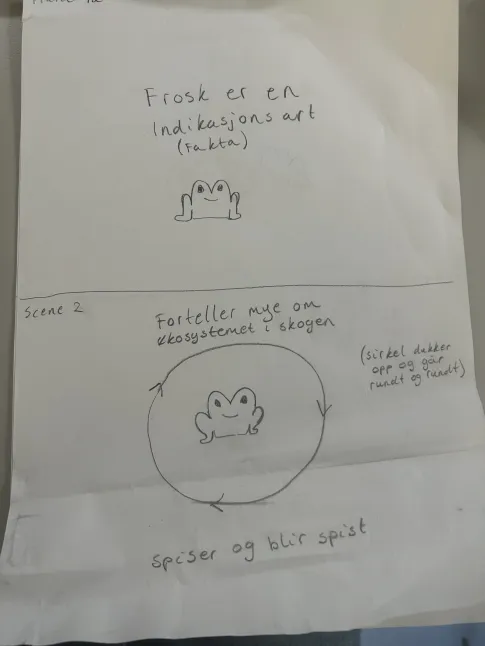 Frosk er en
Indikasjons art
(Fakta)
Scene 2
Forteller mye om
økosystemet i skogen
(sirkel dukker
opp og går
rundt og rundt)
spiser og blir spist